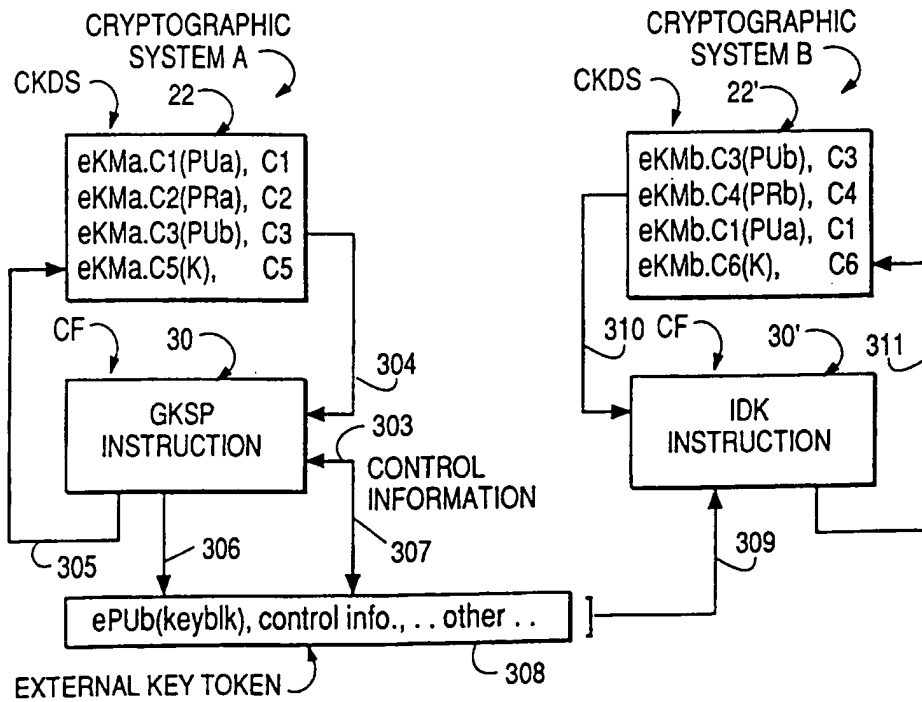 CRYPTOGRAPHIC
SYSTEM A
CKDS
22
eKMa.C1(PUa), C1
eKMa.C2(PRa), C2
eKMa.C3(PUb), C3
eKMa.C5(K), C5
CF
30
304
GKSP
INSTRUCTION
303
CONTROL
INFORMATION
305
306
307
ePUb(keyblk), control info., . . other . .
EXTERNAL KEY TOKEN
308
CRYPTOGRAPHIC
SYSTEM B
CKDS
22'
eKMb.C3(PUb), C3
eKMb.C4(PRb), C4
eKMb.C1(PUa), C1
eKMb.C6(K), C6
310
CF
30'
311
IDK
INSTRUCTION
309